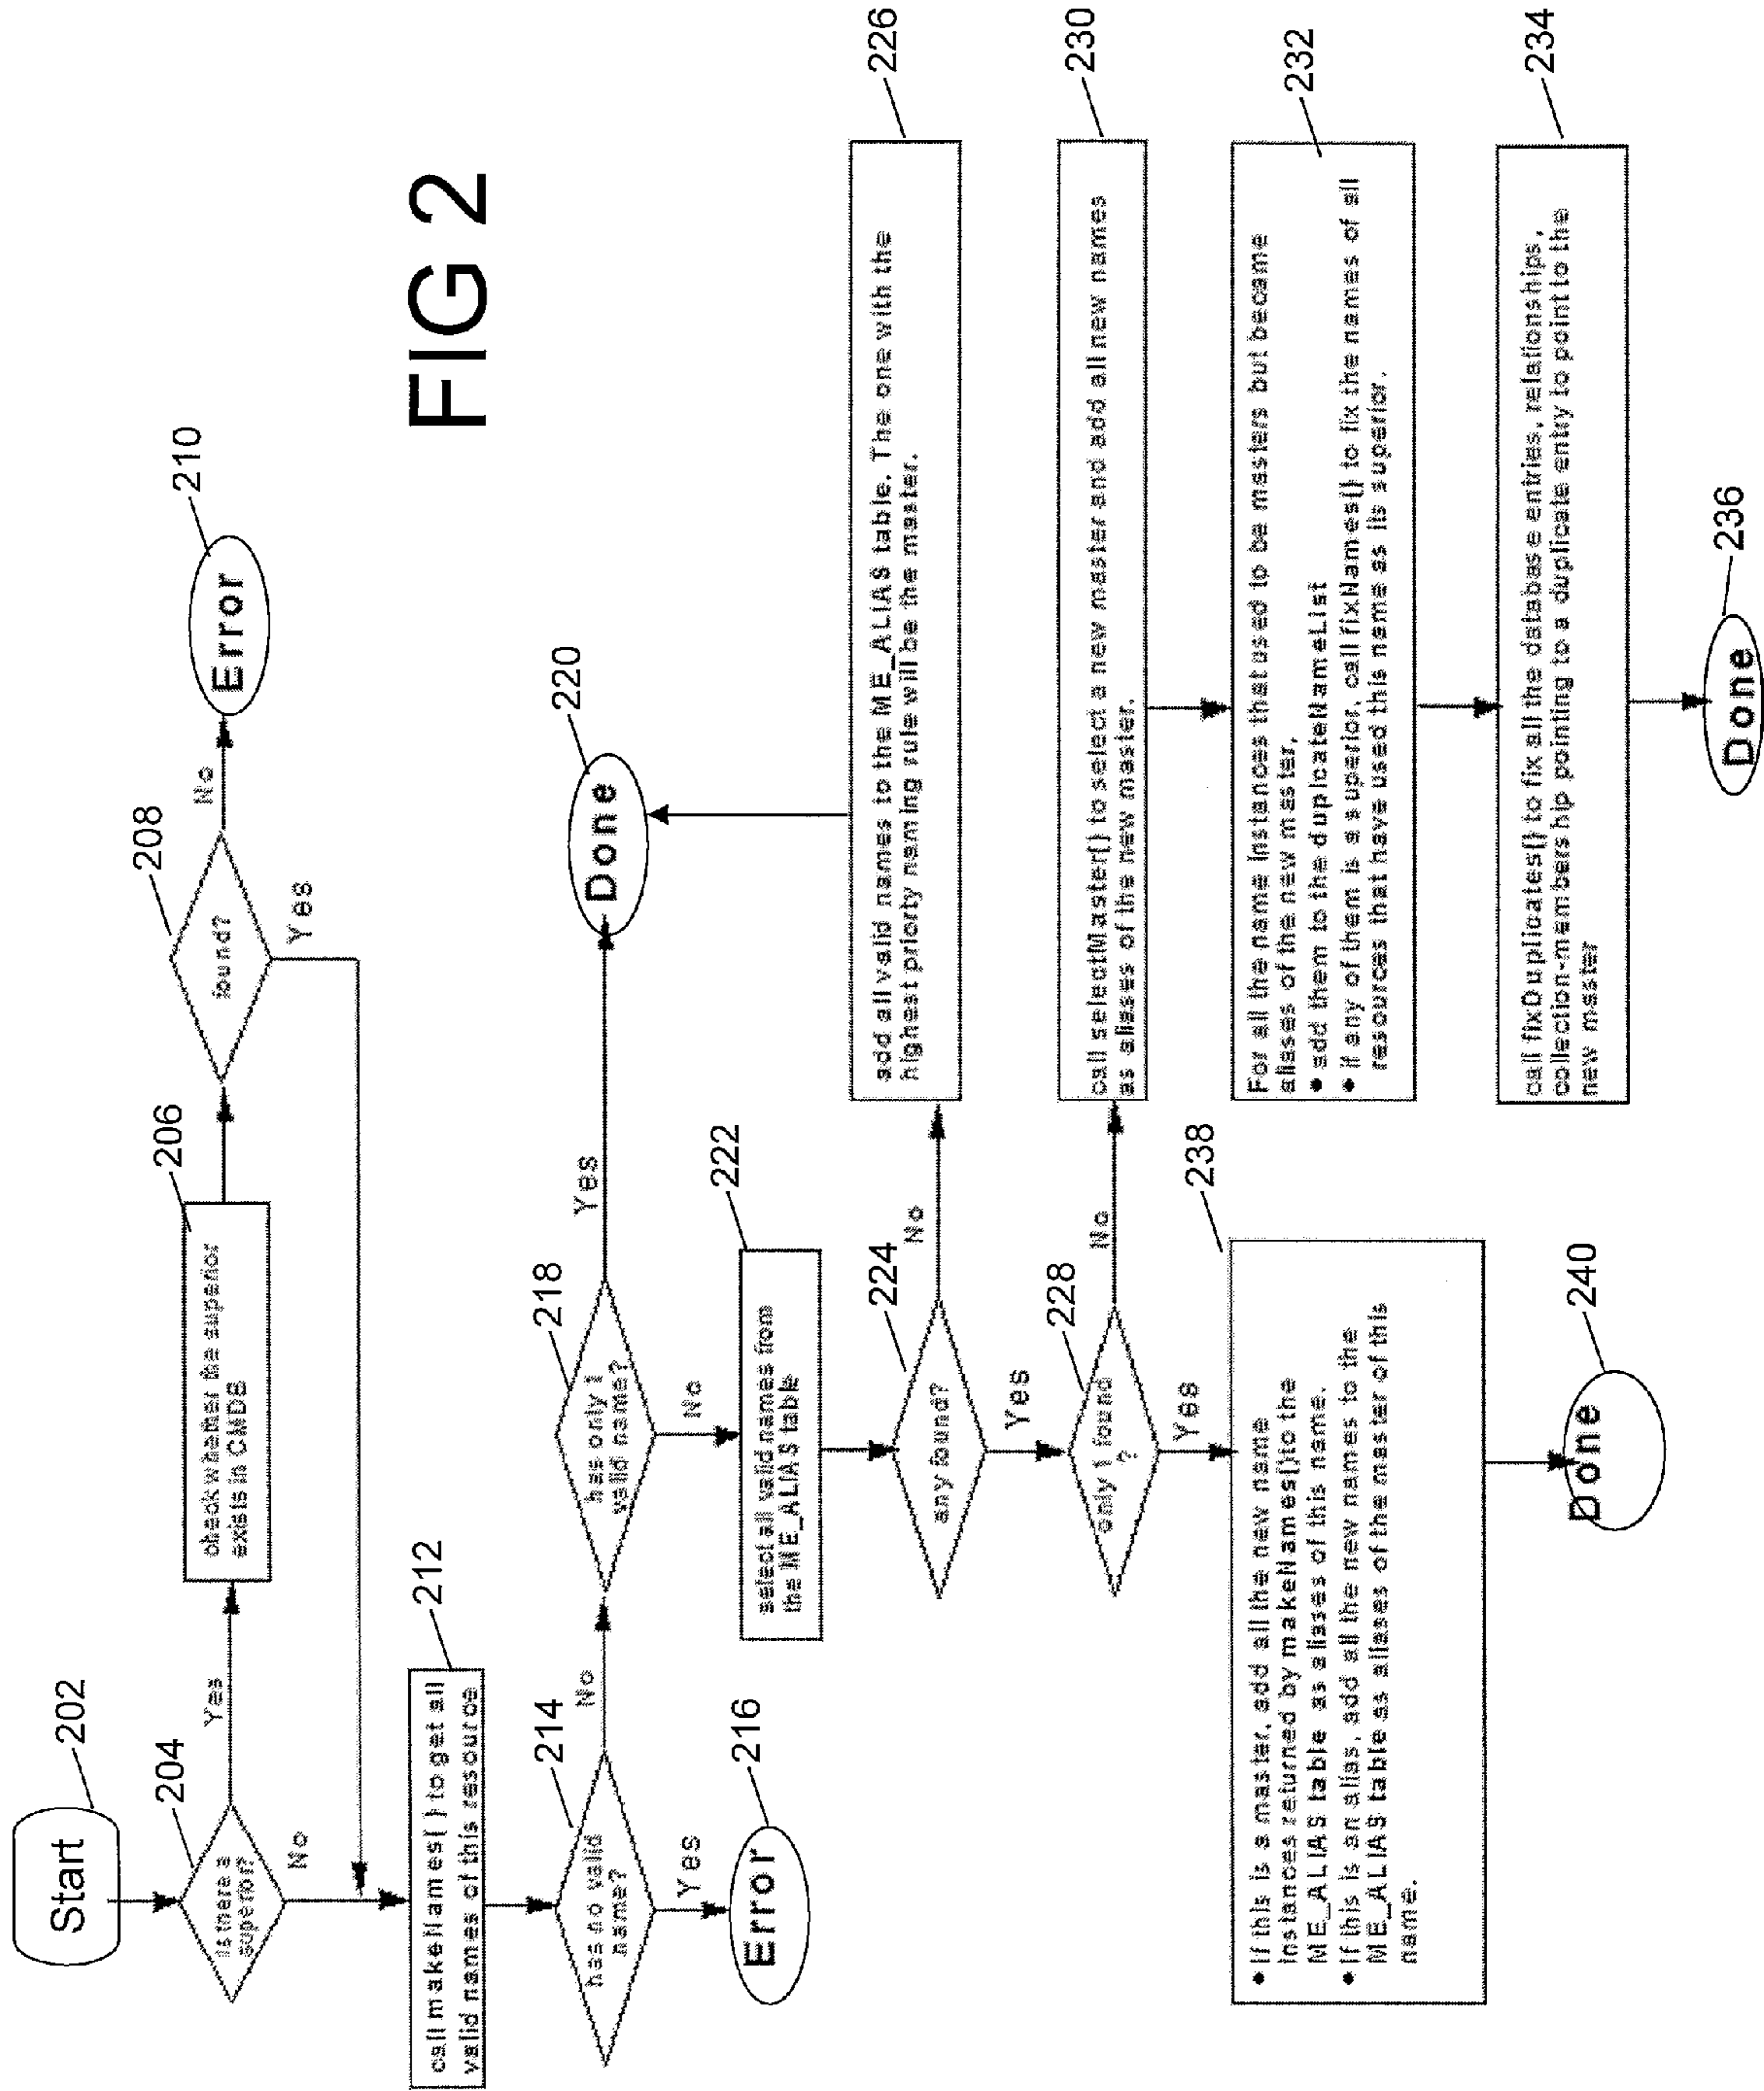 FIG 2
Start
202
204
Is there a
superior?
Yes
No
206
check whether the superior
exists in CMDB
208
found?
No
Yes
210
Error
212
call makeNames( ) to get all
valid names of this resource
214
has no valid
name?
No
Yes
216
Error
218
has only 1
valid name?
Yes
No
220
Done
222
select all valid names from
the ME_ALIAS table
224
any found?
No
Yes
226
add all valid names to the ME_ALIAS table. The one with the
highest priorty naming rule will be the master.
228
only 1 found
?
No
Yes
230
call selectMaster() to select a new master and add all new names
as aliases of the new master.
232
For all the name instances that used to be masters but became
aliases of the new master,
• add them to the duplicateNameList
• if any of them is a superior, call fixNames() to fix the names of all
resources that have used this name as its superior.
234
call fixDuplicates() to fix all the database entries, relationships,
collection-membership pointing to a duplicate entry to point to the
new master
236
Done
238
• If this is a master, add all the new name
instances returned by makeNames()to the
ME_ALIAS table as aliases of this name.
• If this is an alias, add all the new names to the
ME_ALIAS table as aliases of the master of this
name.
240
Done